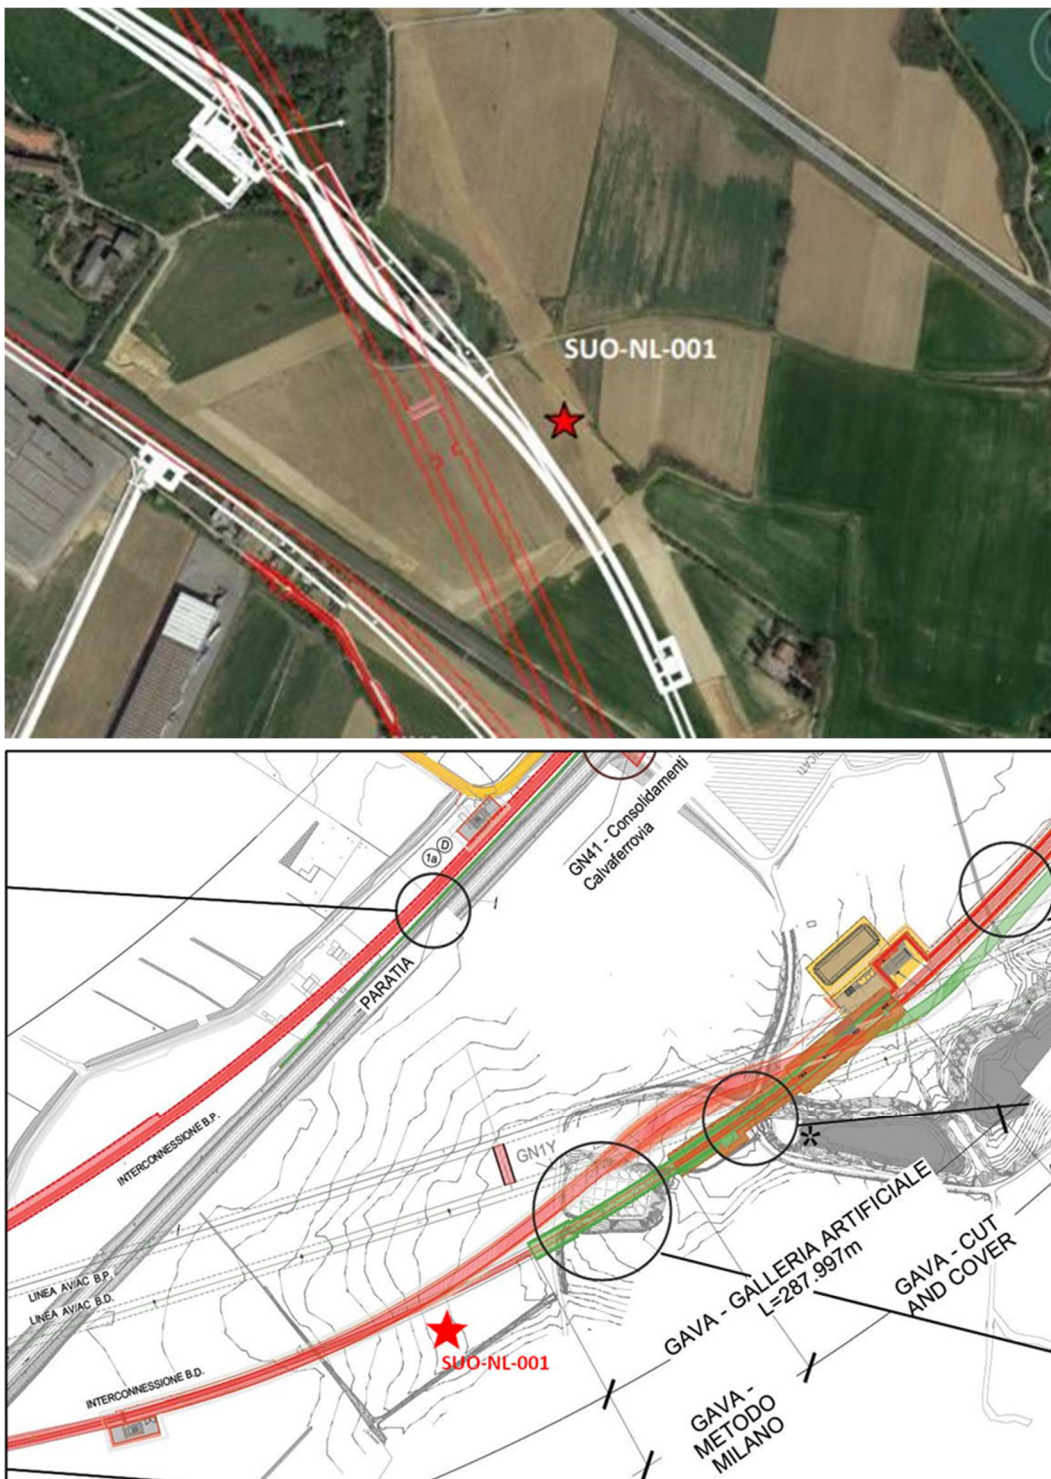 SUO-NL-001
GN41 - Consolidamenti
Calvaferrovia
DICATI
D
1a
PARATIA
INTERCONNESSIONE B.P.
GN1Y
*
LINEA AV/AC B.P.
LINEA AV/AC B.D.
INTERCONNESSIONE B.D.
SUO-NL-001
GAVA - GALLERIA ARTIFICIALE
L=287.997m
GAVA - CUT
AND COVER
GAVA -
METODO
MILANO